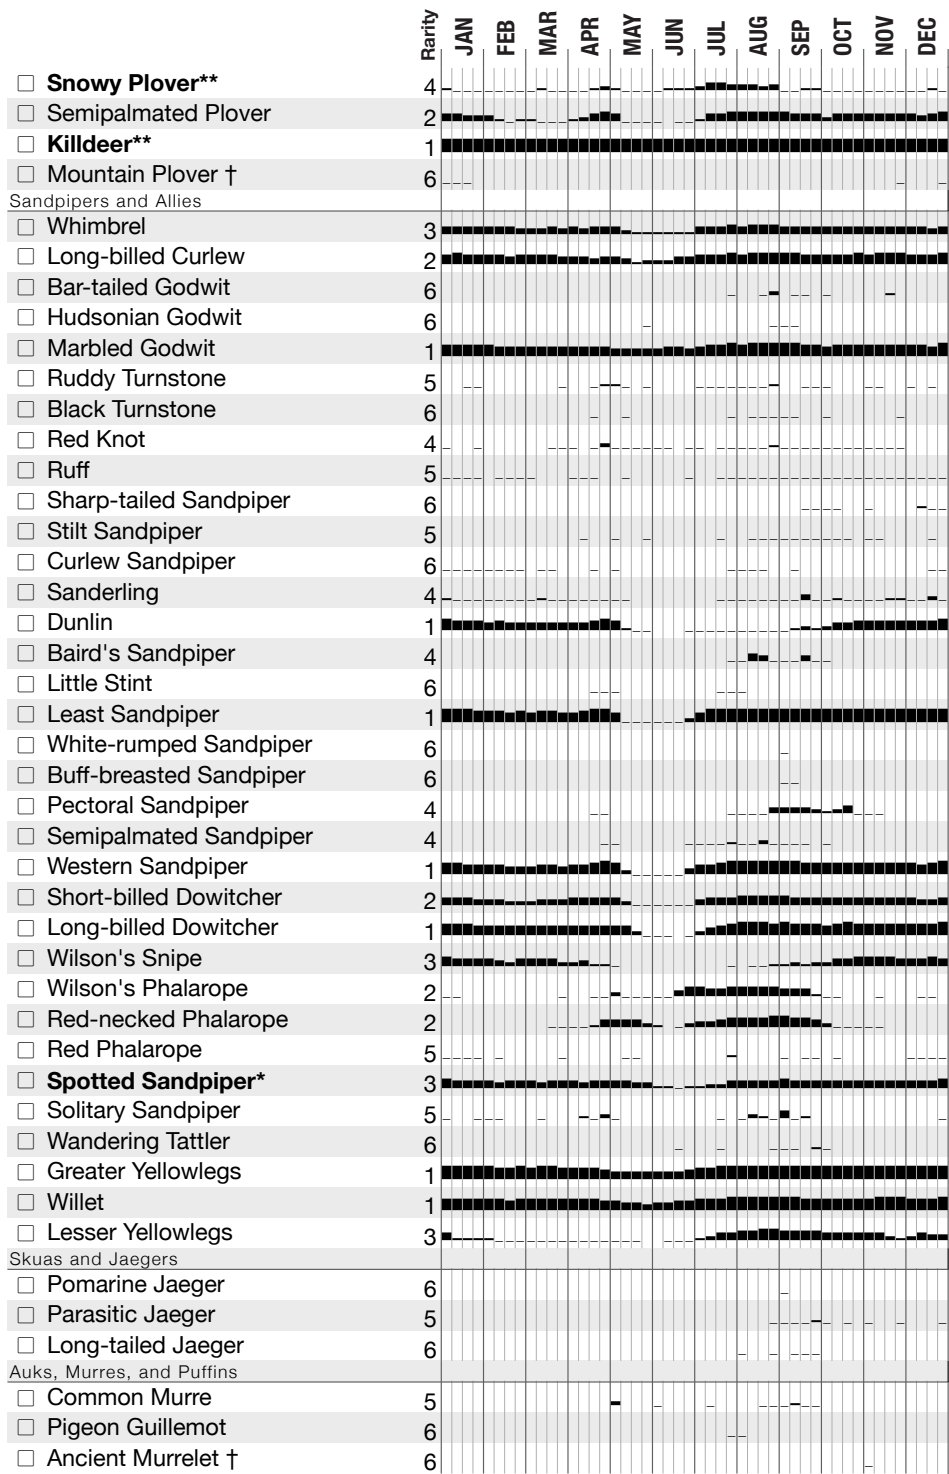 Rarity JAN FEB MAR APR MAY JUN JUL AUG SEP OCT NOV DEC
Snowy Plover** 4
Semipalmated Plover 2
Killdeer** 1
Mountain Plover † 6
Sandpipers and Allies
Whimbrel 3
Long-billed Curlew 2
Bar-tailed Godwit 6
Hudsonian Godwit 6
Marbled Godwit 1
Ruddy Turnstone 5
Black Turnstone 6
Red Knot 4
Ruff 5
Sharp-tailed Sandpiper 6
Stilt Sandpiper 5
Curlew Sandpiper 6
Sanderling 4
Dunlin 1
Baird's Sandpiper 4
Little Stint 6
Least Sandpiper 1
White-rumped Sandpiper 6
Buff-breasted Sandpiper 6
Pectoral Sandpiper 4
Semipalmated Sandpiper 4
Western Sandpiper 1
Short-billed Dowitcher 2
Long-billed Dowitcher 1
Wilson's Snipe 3
Wilson's Phalarope 2
Red-necked Phalarope 2
Red Phalarope 5
Spotted Sandpiper* 3
Solitary Sandpiper 5
Wandering Tattler 6
Greater Yellowlegs 1
Willet 1
Lesser Yellowlegs 3
Skuas and Jaegers
Pomarine Jaeger 6
Parasitic Jaeger 5
Long-tailed Jaeger 6
Auks, Murres, and Puffins
Common Murre 5
Pigeon Guillemot 6
Ancient Murrelet † 6